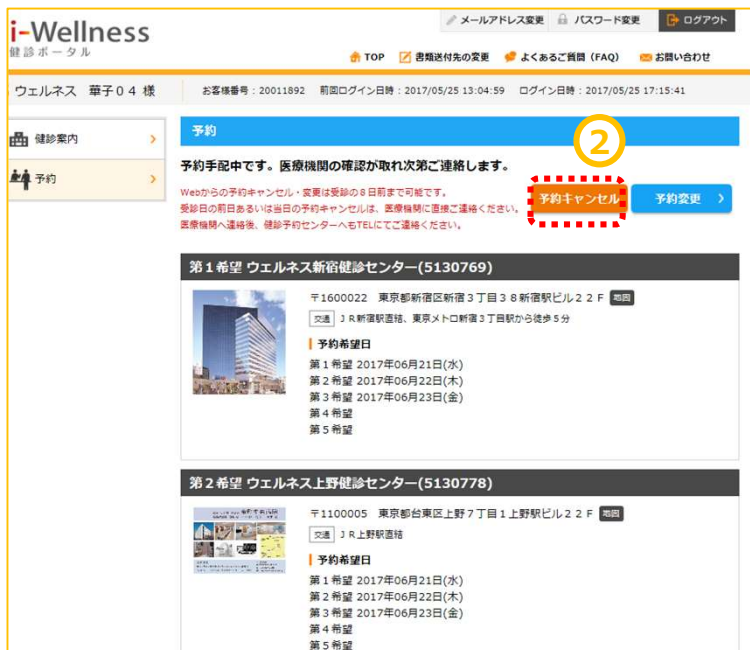 i-Wellness
健診ポータル
メールアドレス変更 パスワード変更 ログアウト
TOP 書類送付先の変更 よくあるご質問（FAQ） お問い合わせ
ウェルネス 華子０４ 様 お客様番号：20011892 前回ログイン日時：2017/05/25 13:04:59 ログイン日時：2017/05/25 17:15:41
健診案内
予約
予約
2
予約手配中です。医療機関の確認が取れ次第ご連絡します。
Webからの予約キャンセル・変更は受診の８日前まで可能です。
受診日の前日あるいは当日の予約キャンセルは、医療機関に直接ご連絡ください。
医療機関へ連絡後、健診予約センターへもTELにてご連絡ください。
予約キャンセル 予約変更
第１希望 ウェルネス新宿健診センター(5130769)
〒1600022 東京都新宿区新宿３丁目３８新宿駅ビル２２Ｆ 地図
交通 ＪＲ新宿駅直結、東京メトロ新宿３丁目駅から徒歩５分
予約希望日
第１希望 2017年06月21日(水)
第２希望 2017年06月22日(木)
第３希望 2017年06月23日(金)
第４希望
第５希望
第２希望 ウェルネス上野健診センター(5130778)
〒1100005 東京都台東区上野７丁目１上野駅ビル２２Ｆ 地図
交通 ＪＲ上野駅直結
予約希望日
第１希望 2017年06月21日(水)
第２希望 2017年06月22日(木)
第３希望 2017年06月23日(金)
第４希望
第５希望